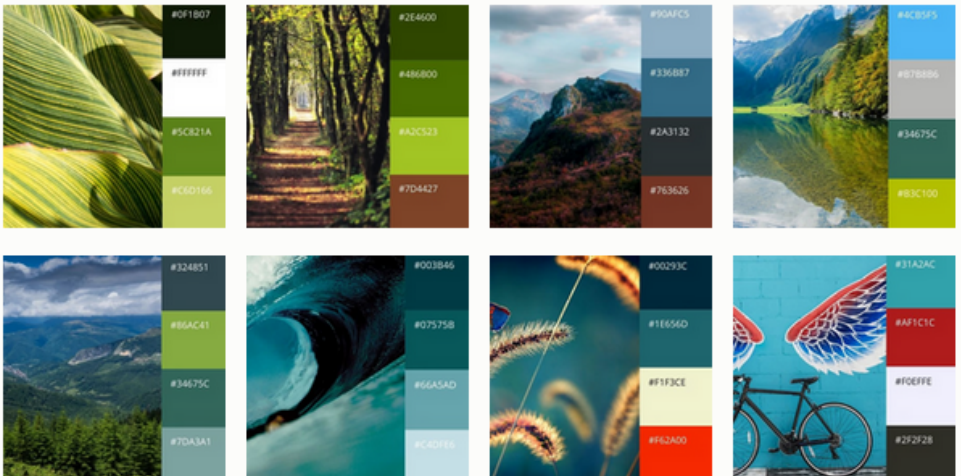 #0F1B07
#FFFFFF
#5C821A
#C6D166
#2E4600
#486B00
#A2C523
#7D4427
#90AFC5
#336B87
#2A3132
#763626
#4CB5F5
#B7B8B6
#34675C
#B3C100
#324851
#86AC41
#34675C
#7DA3A1
#003B46
#07575B
#66A5AD
#C4DFE6
#00293C
#1E656D
#F1F3CE
#F62A00
#31A2AC
#AF1C1C
#F0EFFE
#2F2F28